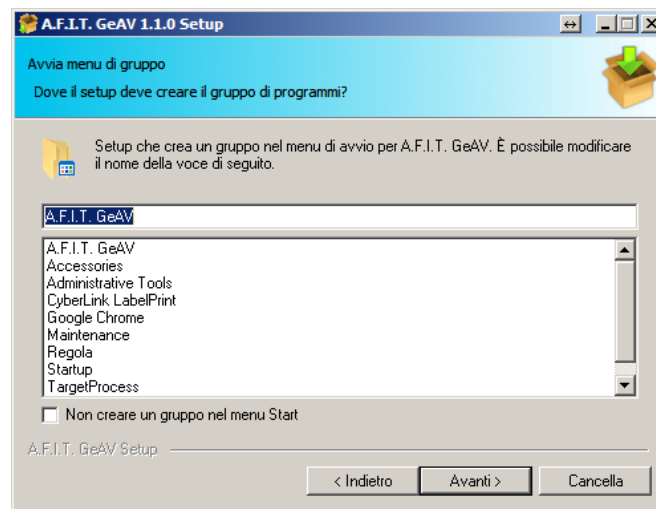 A.F.I.T. GeAV 1.1.0 Setup
Avvia menu di gruppo
Dove il setup deve creare il gruppo di programmi?
Setup che crea un gruppo nel menu di avvio per A.F.I.T. GeAV. È possibile modificare
il nome della voce di seguito.
A.F.I.T. GeAV
A.F.I.T. GeAV
Accessories
Administrative Tools
CyberLink LabelPrint
Google Chrome
Maintenance
Regola
Startup
TargetProcess
Non creare un gruppo nel menu Start
A.F.I.T. GeAV Setup
< Indietro
Avanti >
Cancella